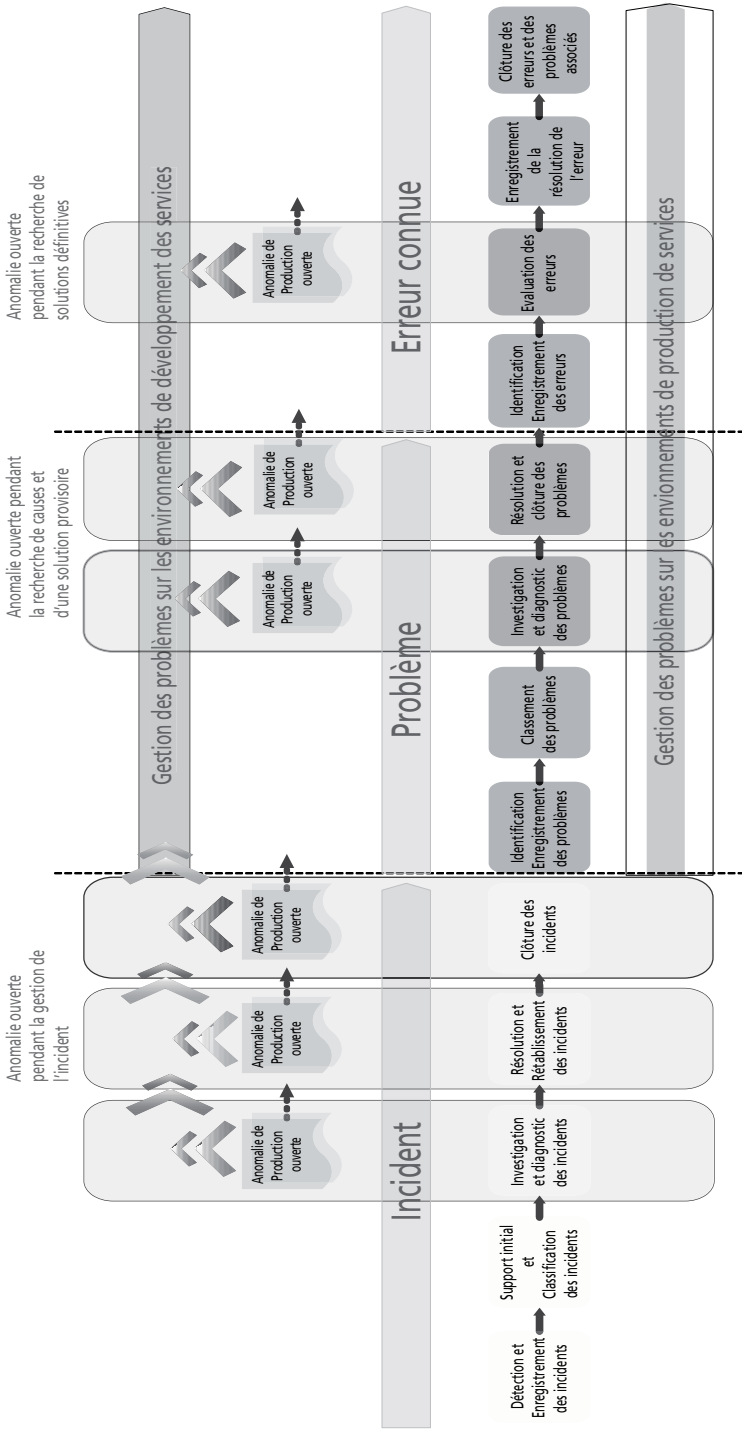 Anomalie ouverte
pendant la gestion de
l'incident
Anomalie ouverte pendant
la recherche de causes et
d'une solution provisoire
Anomalie ouverte
pendant la recherche de
solutions définitives
Gestion des problèmes sur les environnements de développement des services
Anomalie de
Production
ouverte
Anomalie de
Production
ouverte
Anomalie de
Production
ouverte
Anomalie de
Production
ouverte
Anomalie de
Production
ouverte
Anomalie de
Production
ouverte
Incident
Problème
Erreur connue
Détection et
Enregistrement
des incidents
Support initial
et
Classification
des incidents
Investigation
et diagnostic
des incidents
Résolution et
Rétablissement
des incidents
Clôture des
incidents
Identification
Enregistrement
des problèmes
Classement
des problèmes
Investigation
et diagnostic
des problèmes
Résolution et
clôture des
problèmes
Identification
Enregistrement
des erreurs
Evaluation des
erreurs
Enregistrement
de la
résolution de
l'erreur
Clôture des
erreurs et des
problèmes
associés
Gestion des problèmes sur les envionnements de production de services